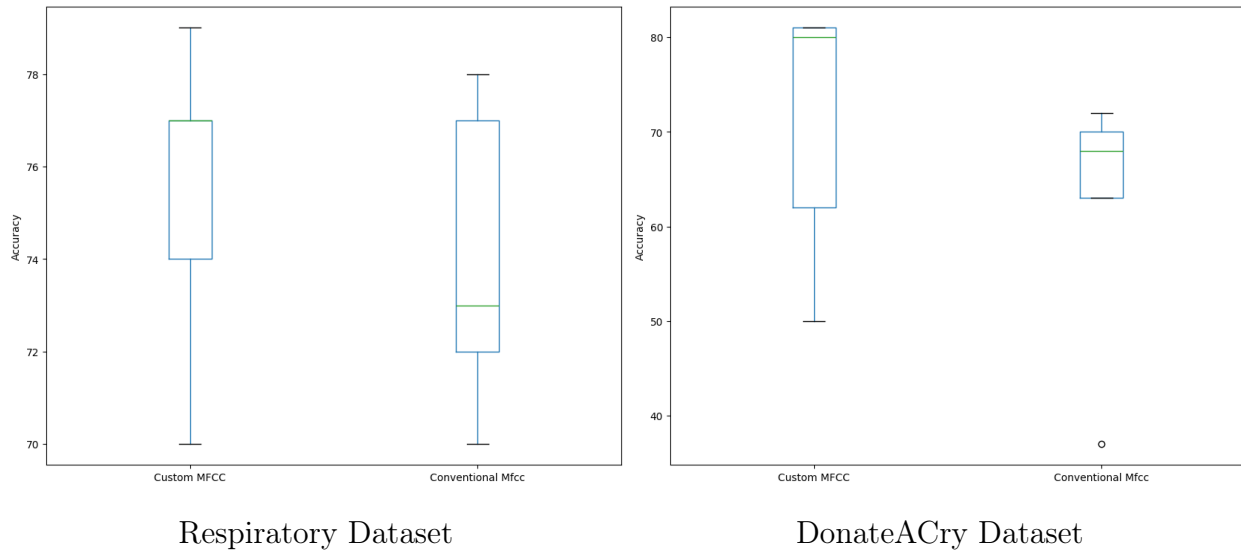 78
76
74
72
70
Accuracy
Custom MFCC
Conventional Mfcc
Respiratory Dataset
80
70
60
50
40
Accuracy
Custom MFCC
Conventional Mfcc
DonateACry Dataset